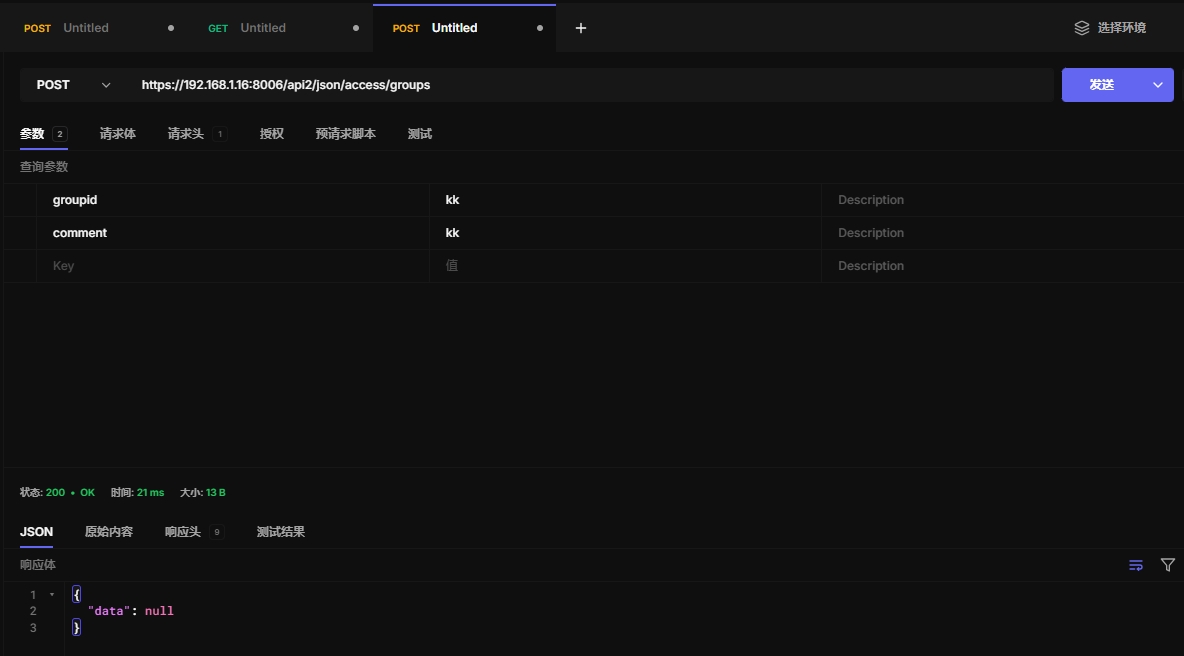 POST Untitled GET Untitled POST Untitled + 选择环境
POST https://192.168.1.16:8006/api2/json/access/groups 发送
参数 2 请求体 请求头 1 授权 预请求脚本 测试
查询参数
groupid kk Description
comment kk Description
Key 值 Description
状态: 200 • OK 时间: 21 ms 大小: 13 B
JSON 原始内容 响应头 9 测试结果
响应体
1 {
2 "data": null
3 }